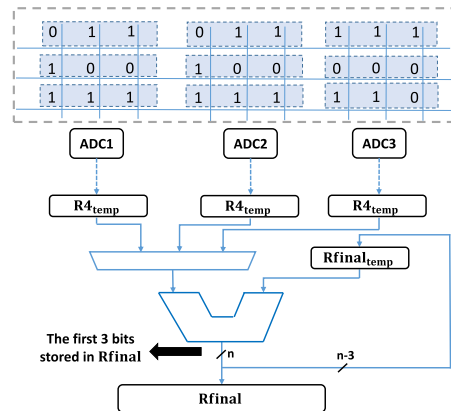 0 1 1 0 1 1 1 1 1
1 0 0 1 0 0 0 0 0
1 1 1 1 1 1 1 1 0
ADC1 ADC2 ADC3
R4temp R4temp R4temp
Rfinaltemp
The first 3 bits
stored in Rfinal
n
n-3
Rfinal